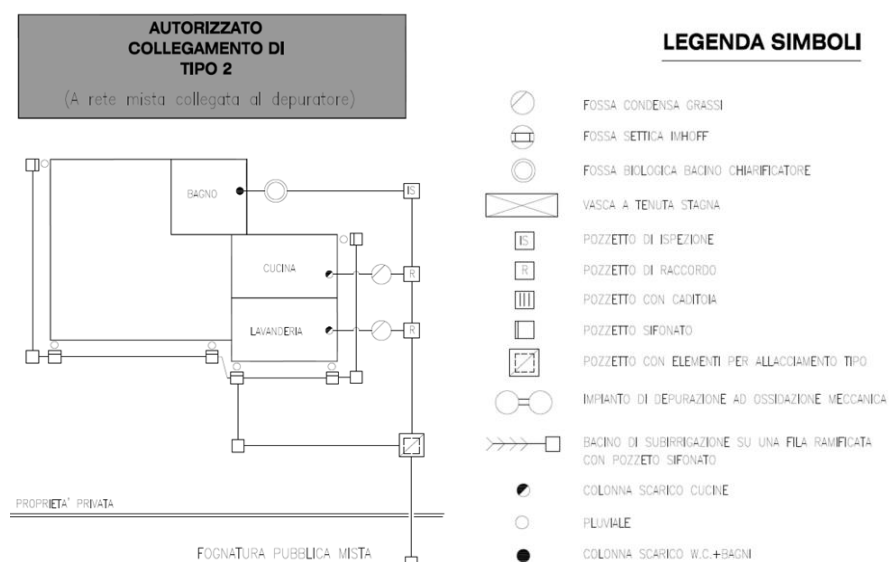 AUTORIZZATO
COLLEGAMENTO DI
TIPO 2
(A rete mista collegata al depuratore)
BAGNO
IS
CUCINA
R
LAVANDERIA
R
PROPRIETA' PRIVATA
FOGNATURA PUBBLICA MISTA
LEGENDA SIMBOLI
FOSSA CONDENSA GRASSI
FOSSA SETTICA IMHOFF
FOSSA BIOLOGICA BACINO CHIARIFICATORE
VASCA A TENUTA STAGNA
IS POZZETTO DI ISPEZIONE
R POZZETTO DI RACCORDO
POZZETTO CON CADITOIA
POZZETTO SIFONATO
POZZETTO CON ELEMENTI PER ALLACCIAMENTO TIPO
IMPIANTO DI DEPURAZIONE AD OSSIDAZIONE MECCANICA
BACINO DI SUBIRRIGAZIONE SU UNA FILA RAMIFICATA
CON POZZETO SIFONATO
COLONNA SCARICO CUCINE
PLUVIALE
COLONNA SCARICO W.C.+BAGNI